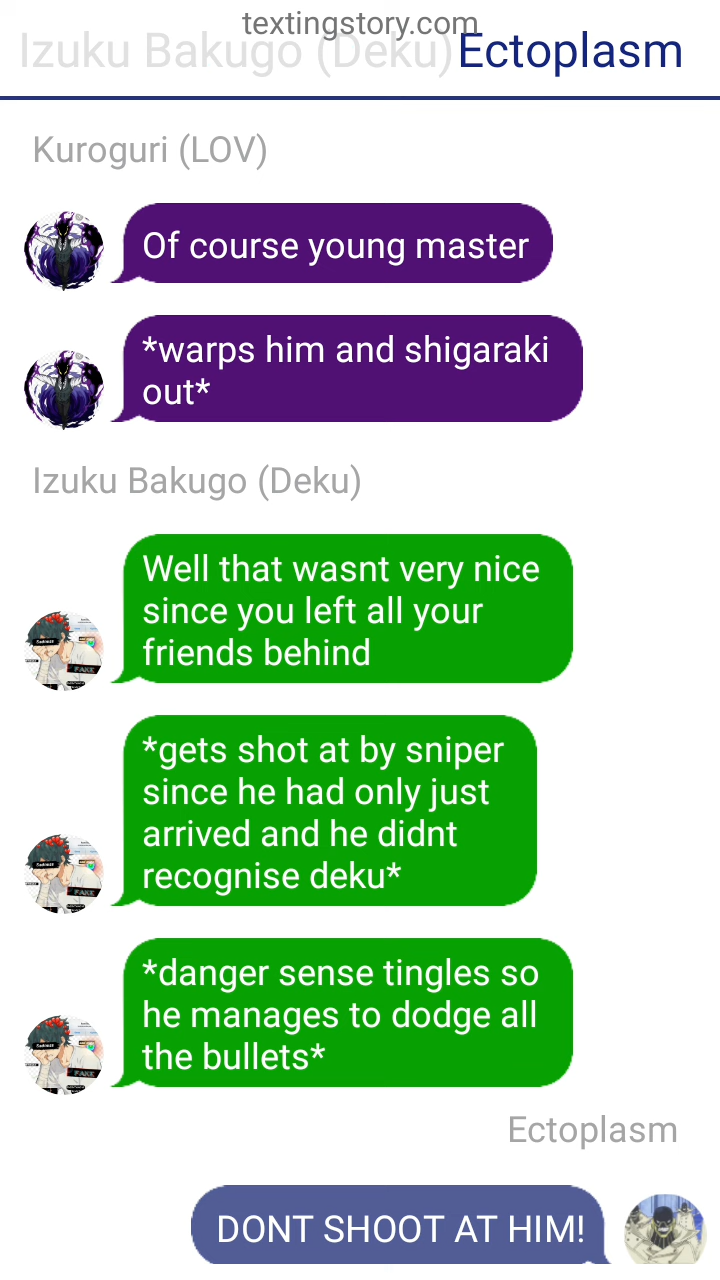 textingstory.com
Izuku Bakugo (Deku) Ectoplasm
Kuroguri (LOV)
Of course young master
*warps him and shigaraki
out*
Izuku Bakugo (Deku)
Well that wasnt very nice
since you left all your
friends behind
*gets shot at by sniper
since he had only just
arrived and he didnt
recognise deku*
*danger sense tingles so
he manages to dodge all
the bullets*
Ectoplasm
DONT SHOOT AT HIM!